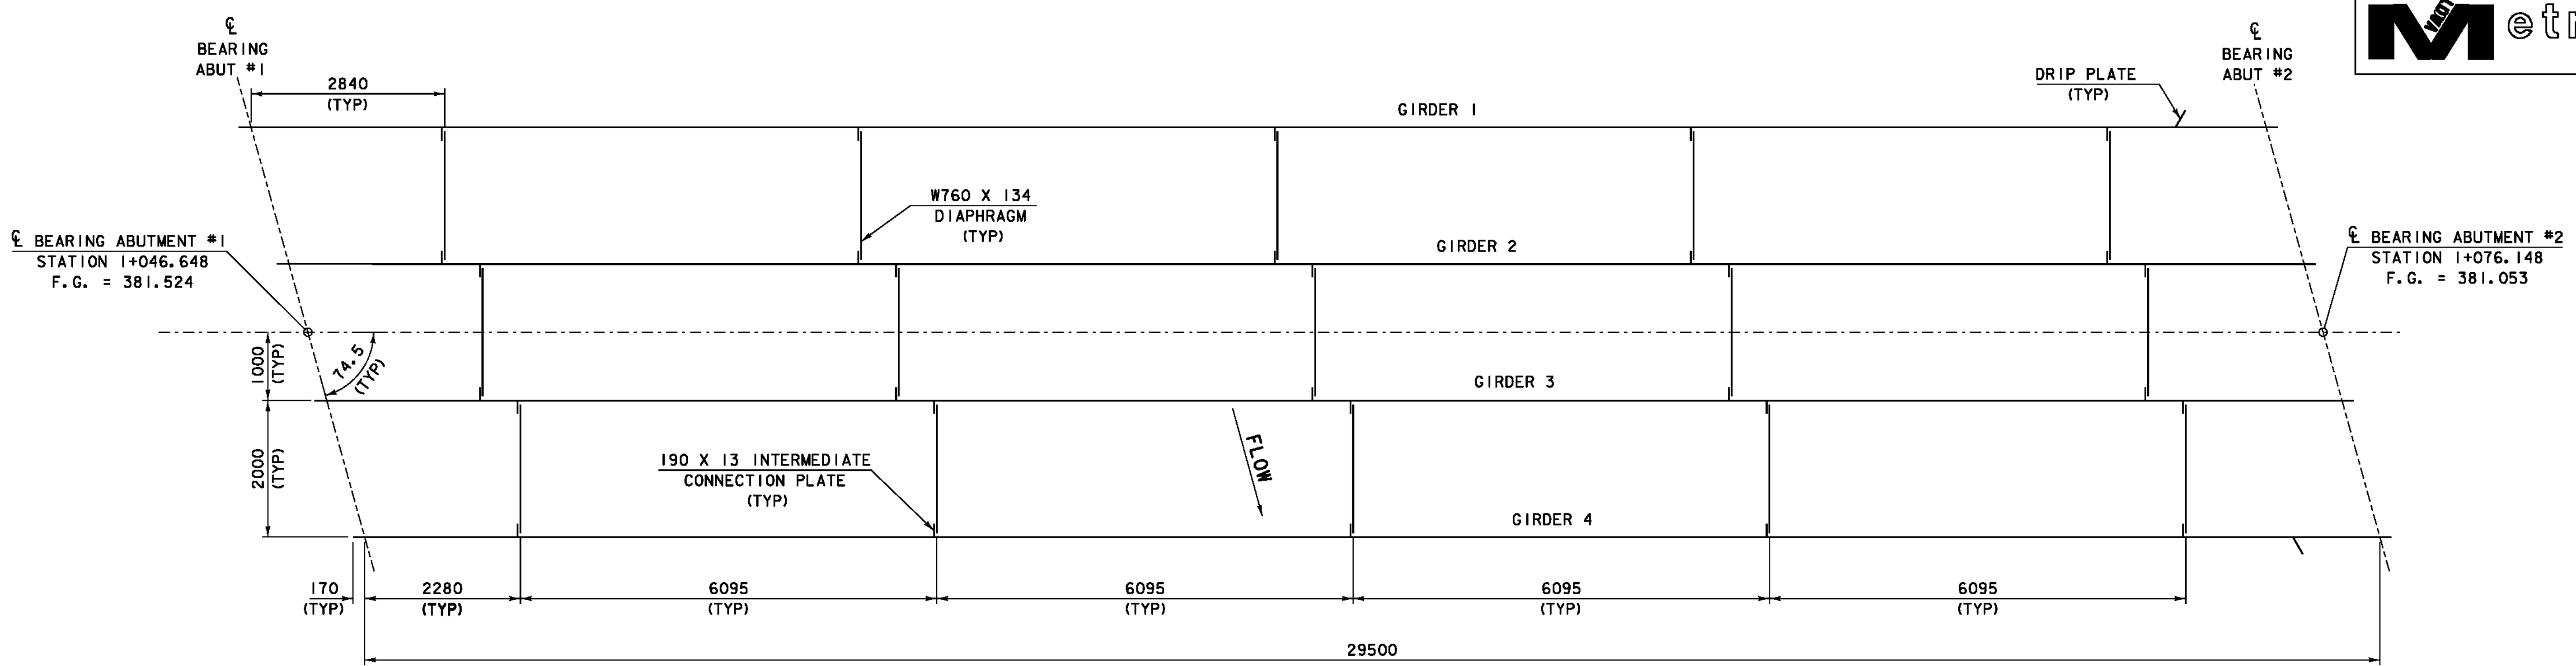 ℄
BEARING
ABUT #1
2840
(TYP)
GIRDER 1
DRIP PLATE
(TYP)
℄
BEARING
ABUT #2
W760 X 134
DIAPHRAGM
(TYP)
GIRDER 2
℄ BEARING ABUTMENT #1
STATION 1+046.648
F.G. = 381.524
℄ BEARING ABUTMENT #2
STATION 1+076.148
F.G. = 381.053
1000
(TYP)
74.5
(TYP)
GIRDER 3
2000
(TYP)
190 X 13 INTERMEDIATE
CONNECTION PLATE
(TYP)
FLOW
GIRDER 4
170
(TYP)
2280
(TYP)
6095
(TYP)
6095
(TYP)
6095
(TYP)
6095
(TYP)
29500